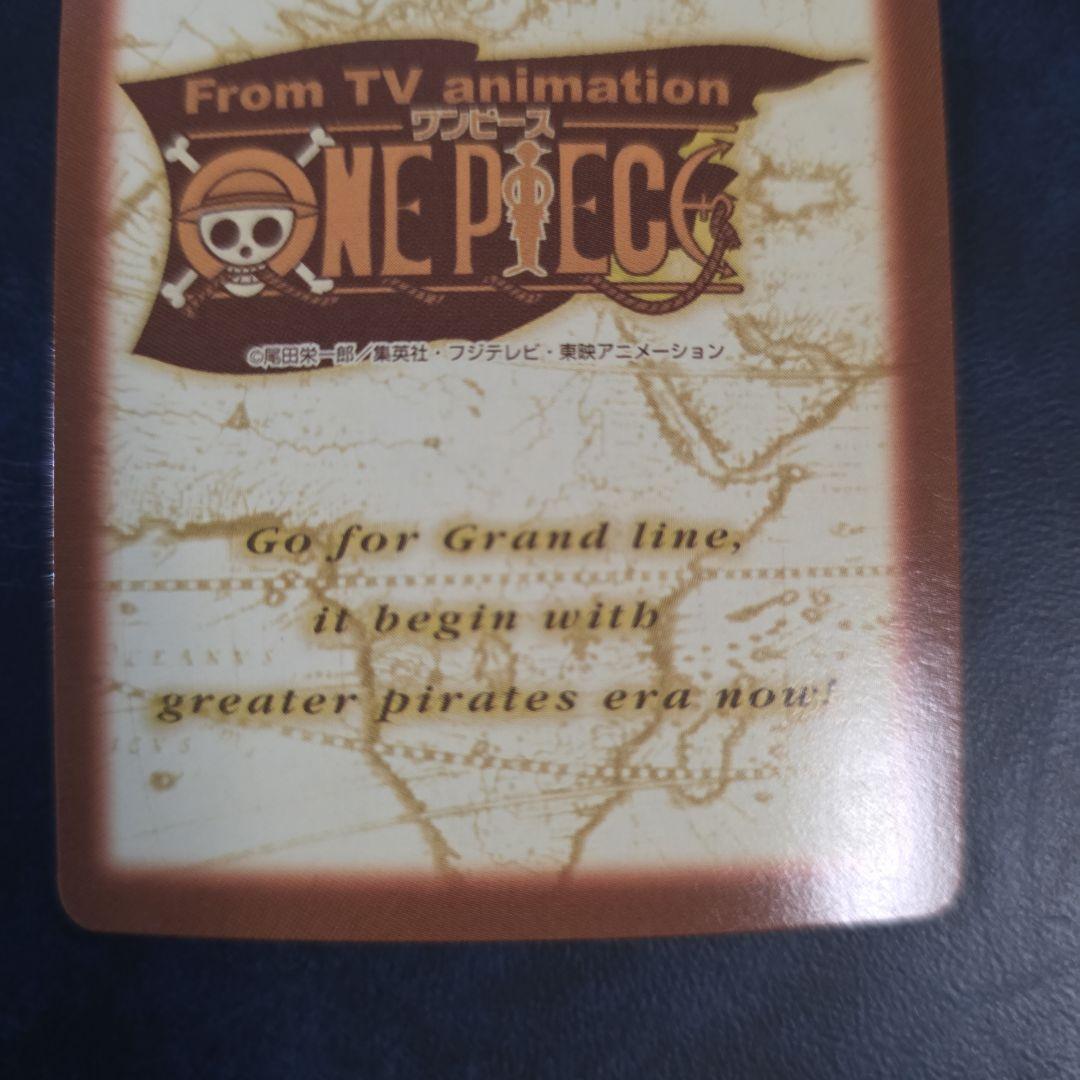 From TV animation
ワンピース
ONE PIECE
©尾田栄一郎/集英社・フジテレビ・東映アニメーション
Go for Grand line,
it begin with
greater pirates era now!